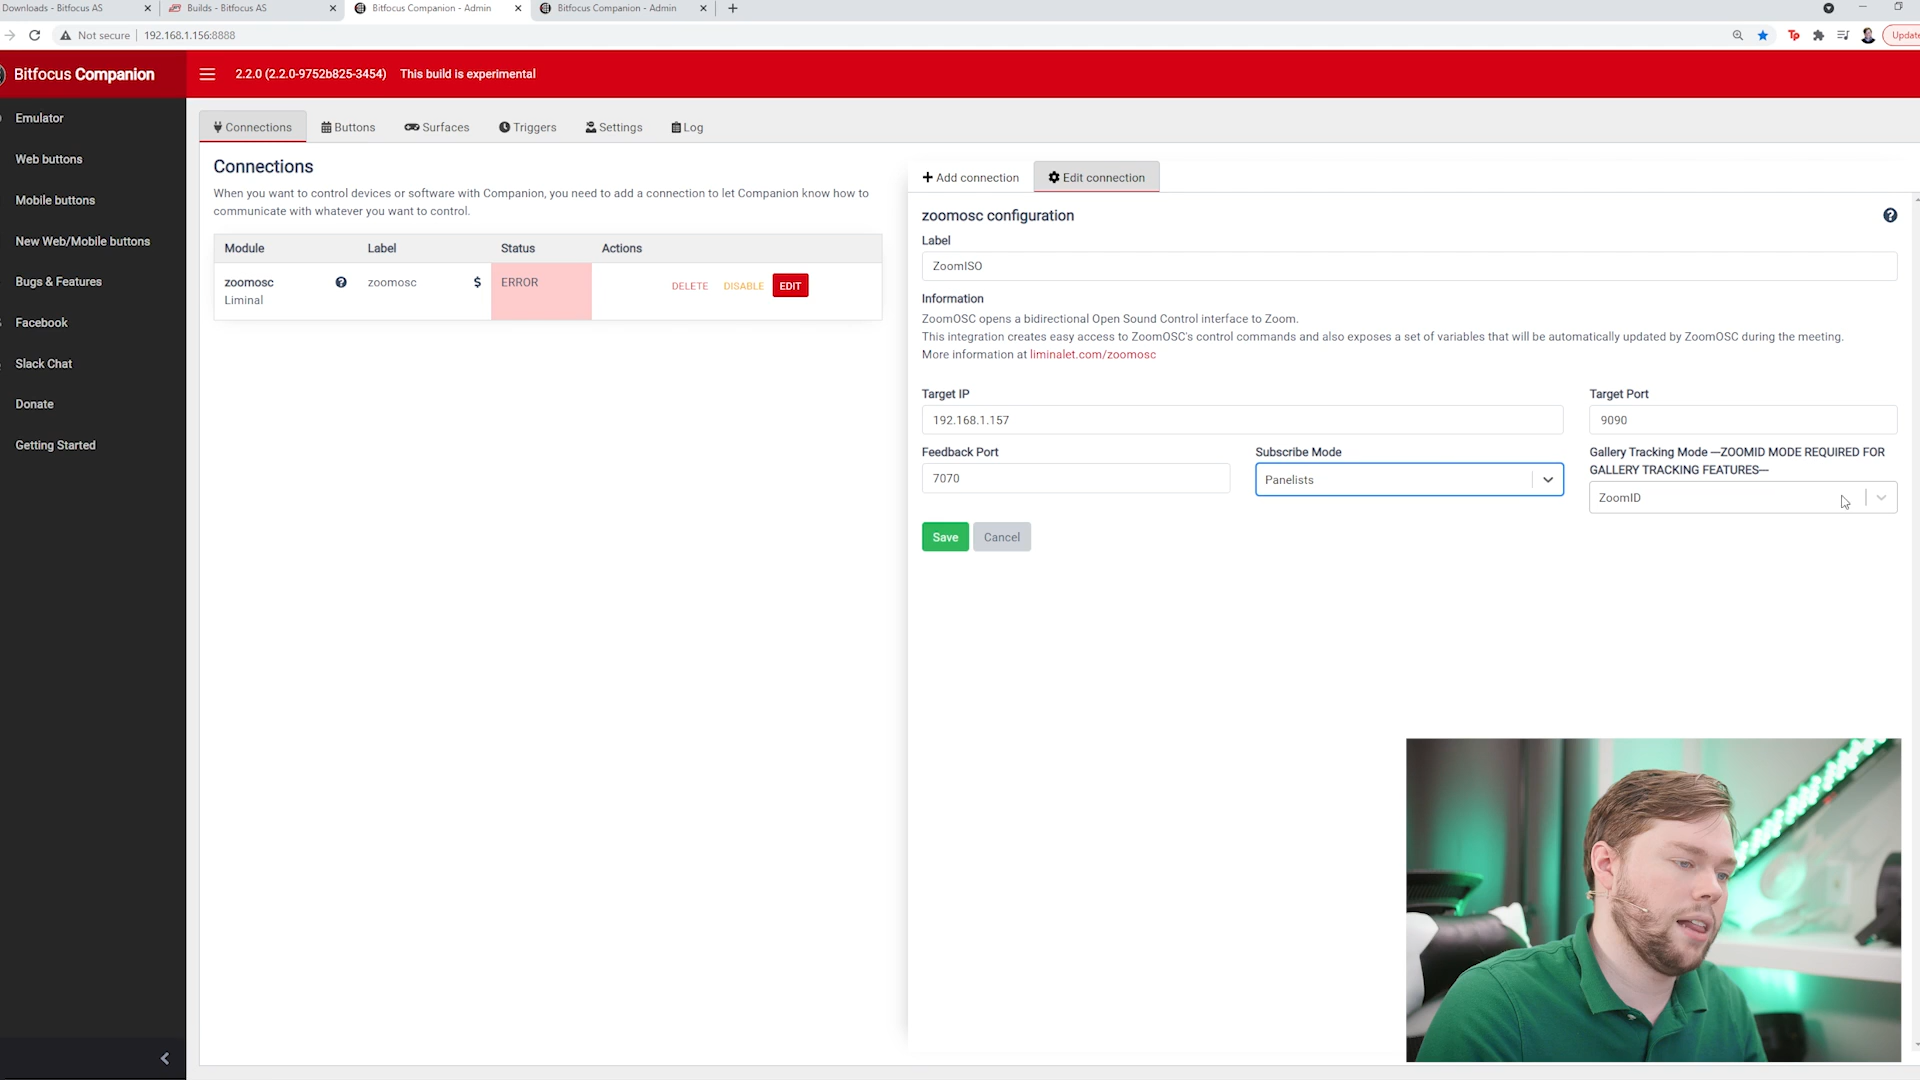 Downloads - Bitfocus AS
Builds - Bitfocus AS
Bitfocus Companion - Admin
Bitfocus Companion - Admin
Not secure
192.168.1.156:8888
Tp
Update
Bitfocus Companion
2.2.0 (2.2.0-9752b825-3454)
This build is experimental
Emulator
Web buttons
Mobile buttons
New Web/Mobile buttons
Bugs & Features
Facebook
Slack Chat
Donate
Getting Started
Connections
Buttons
Surfaces
Triggers
Settings
Log
Connections
When you want to control devices or software with Companion, you need to add a connection to let Companion know how to
communicate with whatever you want to control.
Module
Label
Status
Actions
zoomosc
Liminal
zoomosc
$
ERROR
DELETE
DISABLE
EDIT
Add connection
Edit connection
zoomosc configuration
Label
ZoomISO
Information
ZoomOSC opens a bidirectional Open Sound Control interface to Zoom.
This integration creates easy access to ZoomOSC's control commands and also exposes a set of variables that will be automatically updated by ZoomOSC during the meeting.
More information at liminalet.com/zoomosc
Target IP
192.168.1.157
Target Port
9090
Feedback Port
7070
Subscribe Mode
Panelists
Gallery Tracking Mode —ZOOMID MODE REQUIRED FOR
GALLERY TRACKING FEATURES—
ZoomID
Save
Cancel